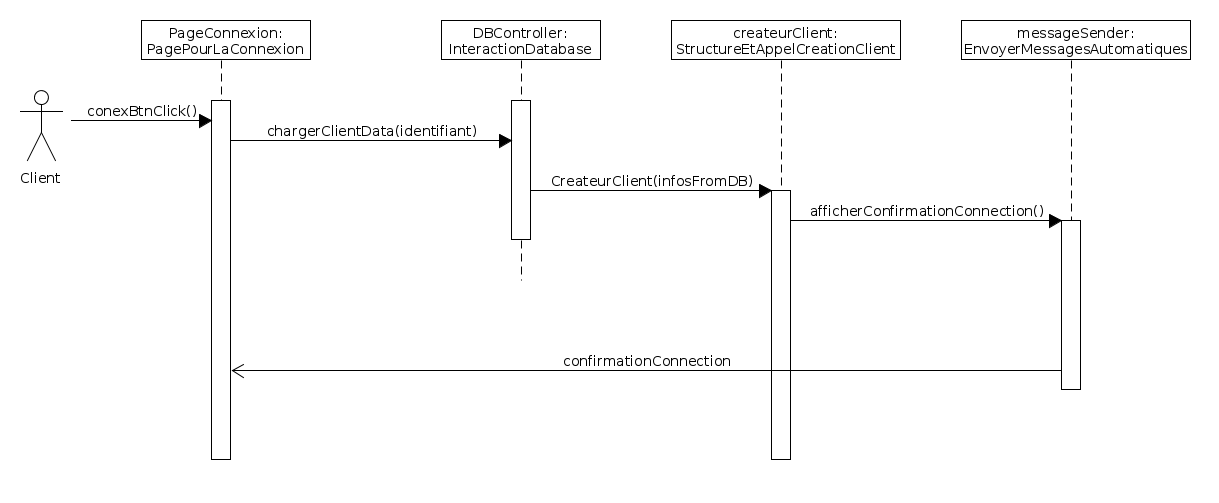 PageConnexion:
PagePourLaConnexion
DBController:
InteractionDatabase
createurClient:
StructureEtAppelCreationClient
messageSender:
EnvoyerMessagesAutomatiques
conexBtnClick()
chargerClientData(identifiant)
Client
CreateurClient(infosFromDB)
afficherConfirmationConnection()
confirmationConnection